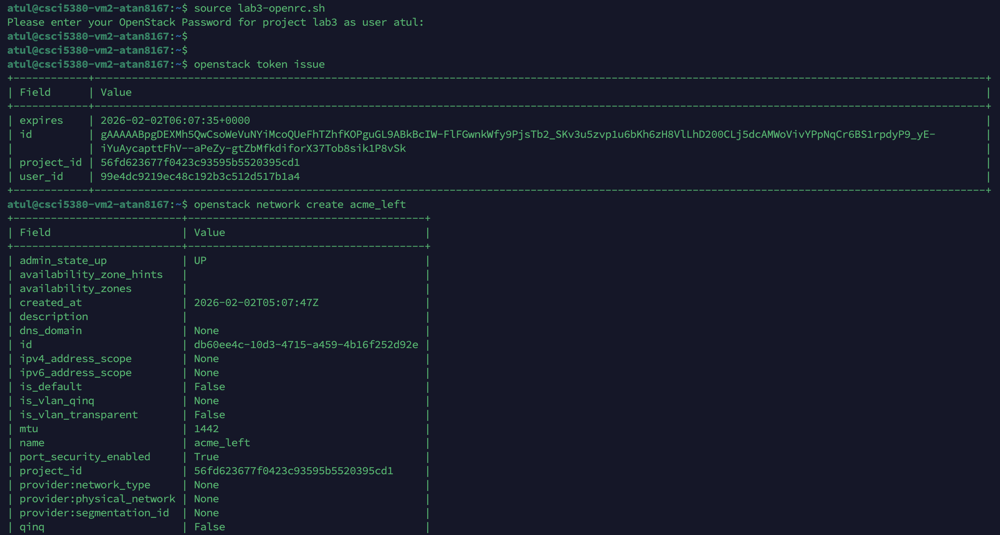 atul@csci5380-vm2-atan8167:~$ source lab3-openrc.sh
Please enter your OpenStack Password for project lab3 as user atul:
atul@csci5380-vm2-atan8167:~$
atul@csci5380-vm2-atan8167:~$
atul@csci5380-vm2-atan8167:~$ openstack token issue
+------------+-----------------------------------------------------------------------------------------------------------------------------------------------+
| Field      | Value                                                                                                                                         |
+------------+-----------------------------------------------------------------------------------------------------------------------------------------------+
| expires    | 2026-02-02T06:07:35+0000                                                                                                                      |
| id         | gAAAAABpgDEXMh5QwCsoWeVuNYiMcoQUeFhTZhfKOPguGL9ABkBcIW-FlFGwnkWfy9PjsTb2_SKv3u5zvp1u6bKh6zH8VlLhD200CLj5dcAMWoVivYPpNqCr6BS1rpdyP9_yE-        |
|            | iYuAycapttFhV--aPeZy-gtZbMfkdiforX37Tob8sik1P8vSk                                                                                             |
| project_id | 56fd623677f0423c93595b5520395cd1                                                                                                              |
| user_id    | 99e4dc9219ec48c192b3c512d517b1a4                                                                                                              |
+------------+-----------------------------------------------------------------------------------------------------------------------------------------------+
atul@csci5380-vm2-atan8167:~$ openstack network create acme_left
+---------------------------+--------------------------------------+
| Field                     | Value                                |
+---------------------------+--------------------------------------+
| admin_state_up            | UP                                   |
| availability_zone_hints   |                                      |
| availability_zones        |                                      |
| created_at                | 2026-02-02T05:07:47Z                 |
| description               |                                      |
| dns_domain                | None                                 |
| id                        | db60ee4c-10d3-4715-a459-4b16f252d92e |
| ipv4_address_scope        | None                                 |
| ipv6_address_scope        | None                                 |
| is_default                | False                                |
| is_vlan_qinq              | None                                 |
| is_vlan_transparent       | False                                |
| mtu                       | 1442                                 |
| name                      | acme_left                            |
| port_security_enabled     | True                                 |
| project_id                | 56fd623677f0423c93595b5520395cd1     |
| provider:network_type     | None                                 |
| provider:physical_network | None                                 |
| provider:segmentation_id  | None                                 |
| qinq                      | False                                |